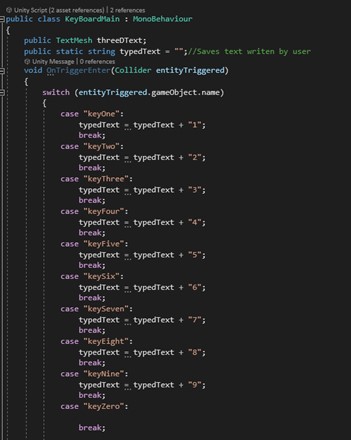 Unity Script (2 asset references) | 2 references
public class KeyBoardMain : MonoBehaviour
{
public TextMesh threeDText;
public static string typedText = "";//Saves text writen by user
Unity Message | 0 references
void OnTriggerEnter(Collider entityTriggered)
{
switch (entityTriggered.gameObject.name)
{
case "keyOne":
typedText = typedText + "1";
break;
case "keyTwo":
typedText = typedText + "2";
break;
case "keyThree":
typedText = typedText + "3";
break;
case "keyFour":
typedText = typedText + "4";
break;
case "keyFive":
typedText = typedText + "5";
break;
case "keySix":
typedText = typedText + "6";
break;
case "keySeven":
typedText = typedText + "7";
break;
case "keyEight":
typedText = typedText + "8";
break;
case "keyNine":
typedText = typedText + "9";
break;
case "keyZero":
break;